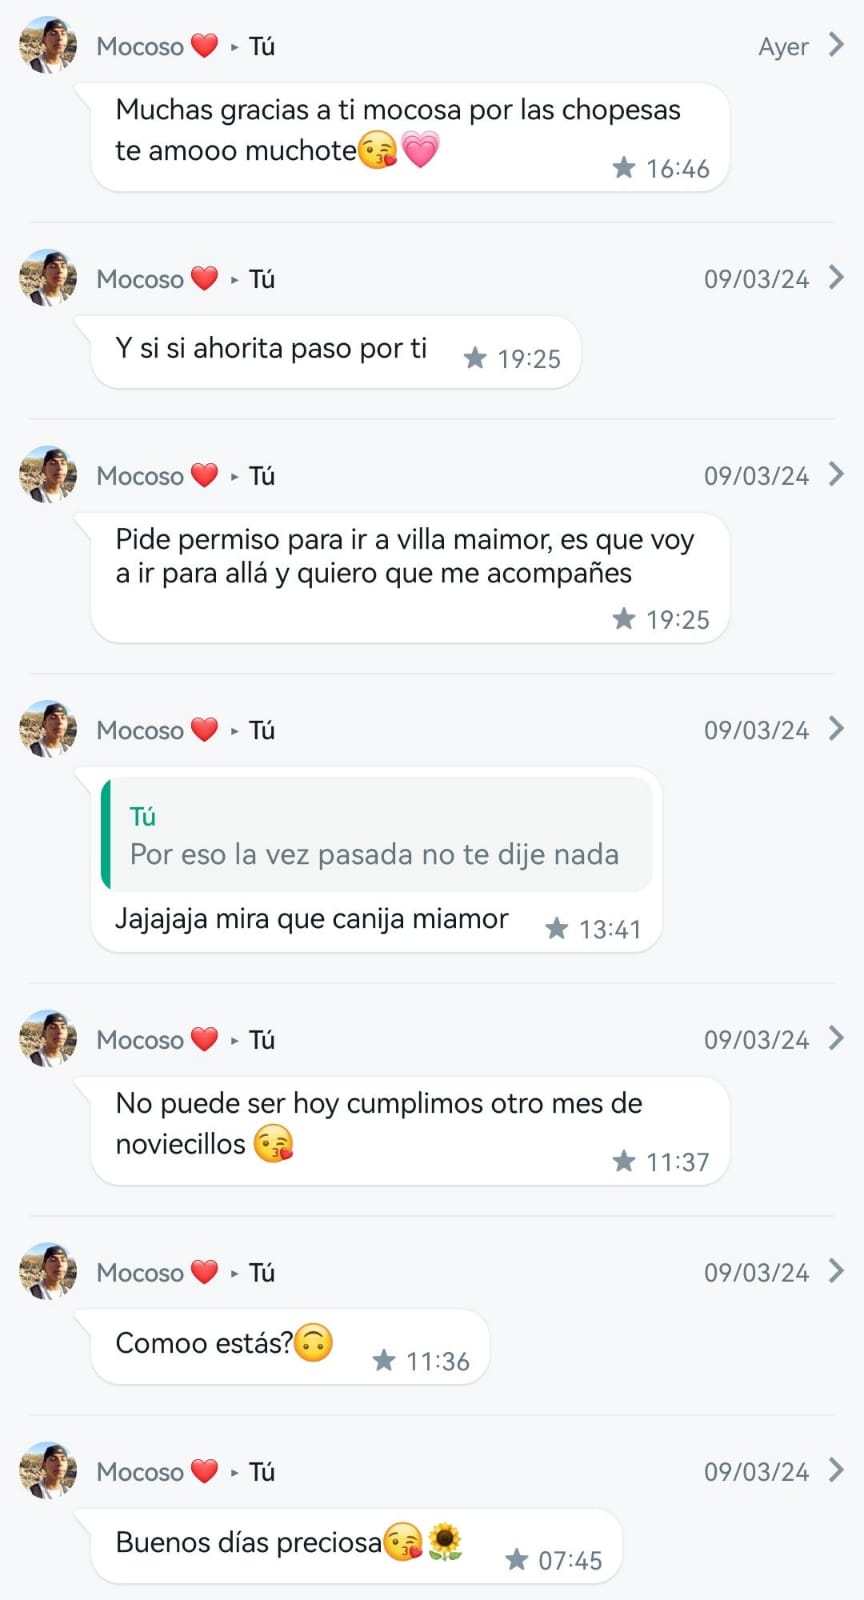 Mocoso ❤️ ▸ Tú Ayer >
Muchas gracias a ti mocosa por las chopesas
te amooo muchote😘💗
★ 16:46
Mocoso ❤️ ▸ Tú 09/03/24 >
Y si si ahorita paso por ti ★ 19:25
Mocoso ❤️ ▸ Tú 09/03/24 >
Pide permiso para ir a villa maimor, es que voy
a ir para allá y quiero que me acompañes
★ 19:25
Mocoso ❤️ ▸ Tú 09/03/24 >
Tú
Por eso la vez pasada no te dije nada
Jajajaja mira que canija miamor ★ 13:41
Mocoso ❤️ ▸ Tú 09/03/24 >
No puede ser hoy cumplimos otro mes de
noviecillos 😘
★ 11:37
Mocoso ❤️ ▸ Tú 09/03/24 >
Comoo estás?🙃 ★ 11:36
Mocoso ❤️ ▸ Tú 09/03/24 >
Buenos días preciosa😘🌻 ★ 07:45